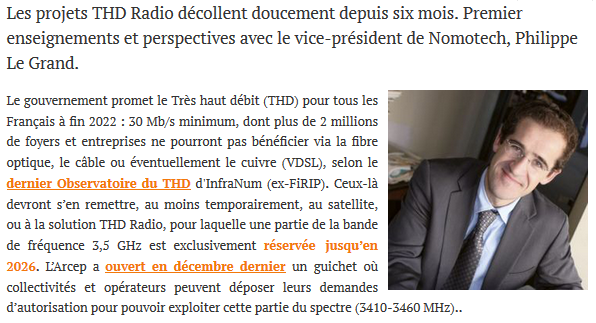 Les projets THD Radio décollent doucement depuis six mois. Premier
enseignements et perspectives avec le vice-président de Nomotech, Philippe
Le Grand.
Le gouvernement promet le Très haut débit (THD) pour tous les
Français à fin 2022 : 30 Mb/s minimum, dont plus de 2 millions
de foyers et entreprises ne pourront pas bénéficier via la fibre
optique, le câble ou éventuellement le cuivre (VDSL), selon le
dernier Observatoire du THD d'InfraNum (ex-FiRIP). Ceux-là
devront s'en remettre, au moins temporairement, au satellite,
ou à la solution THD Radio, pour laquelle une partie de la bande
de fréquence 3,5 GHz est exclusivement réservée jusqu'en
2026. L'Arcep a ouvert en décembre dernier un guichet où
collectivités et opérateurs peuvent déposer leurs demandes
d'autorisation pour pouvoir exploiter cette partie du spectre (3410-3460 MHz)..